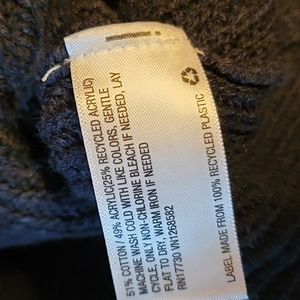 51% COTTON / 49% ACRYLIC(25% RECYCLED ACRYLIC)
MACHINE WASH COLD WITH LIKE COLORS, GENTLE
CYCLE, ONLY NON-CHLORINE BLEACH IF NEEDED, LAY
FLAT TO DRY, WARM IRON IF NEEDED
RN17730 VN1268582
LABEL MADE FROM 100% RECYCLED PLASTIC